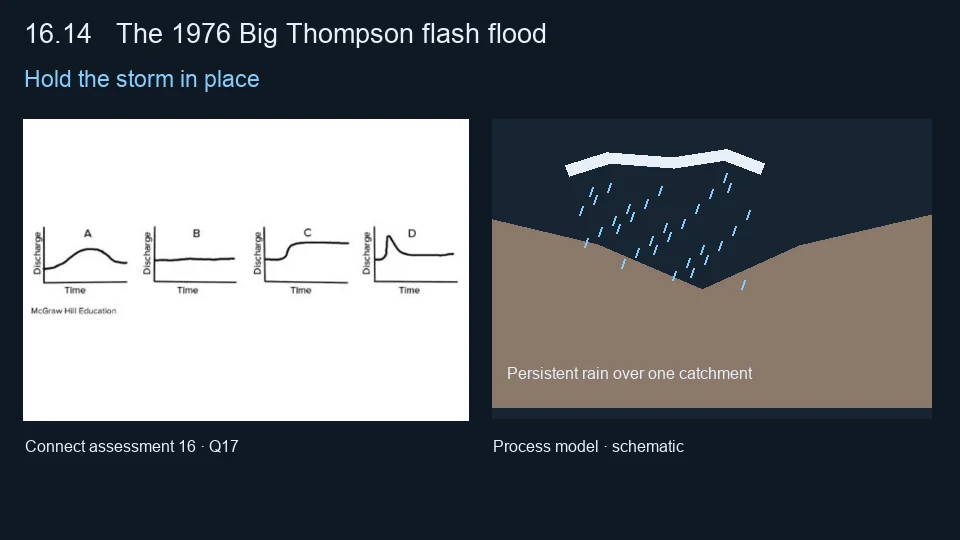 16.14 The 1976 Big Thompson flash flood
Hold the storm in place
A
Discharge
Time
B
Discharge
Time
C
Discharge
Time
D
Discharge
Time
McGraw Hill Education
Persistent rain over one catchment
Connect assessment 16 · Q17
Process model · schematic